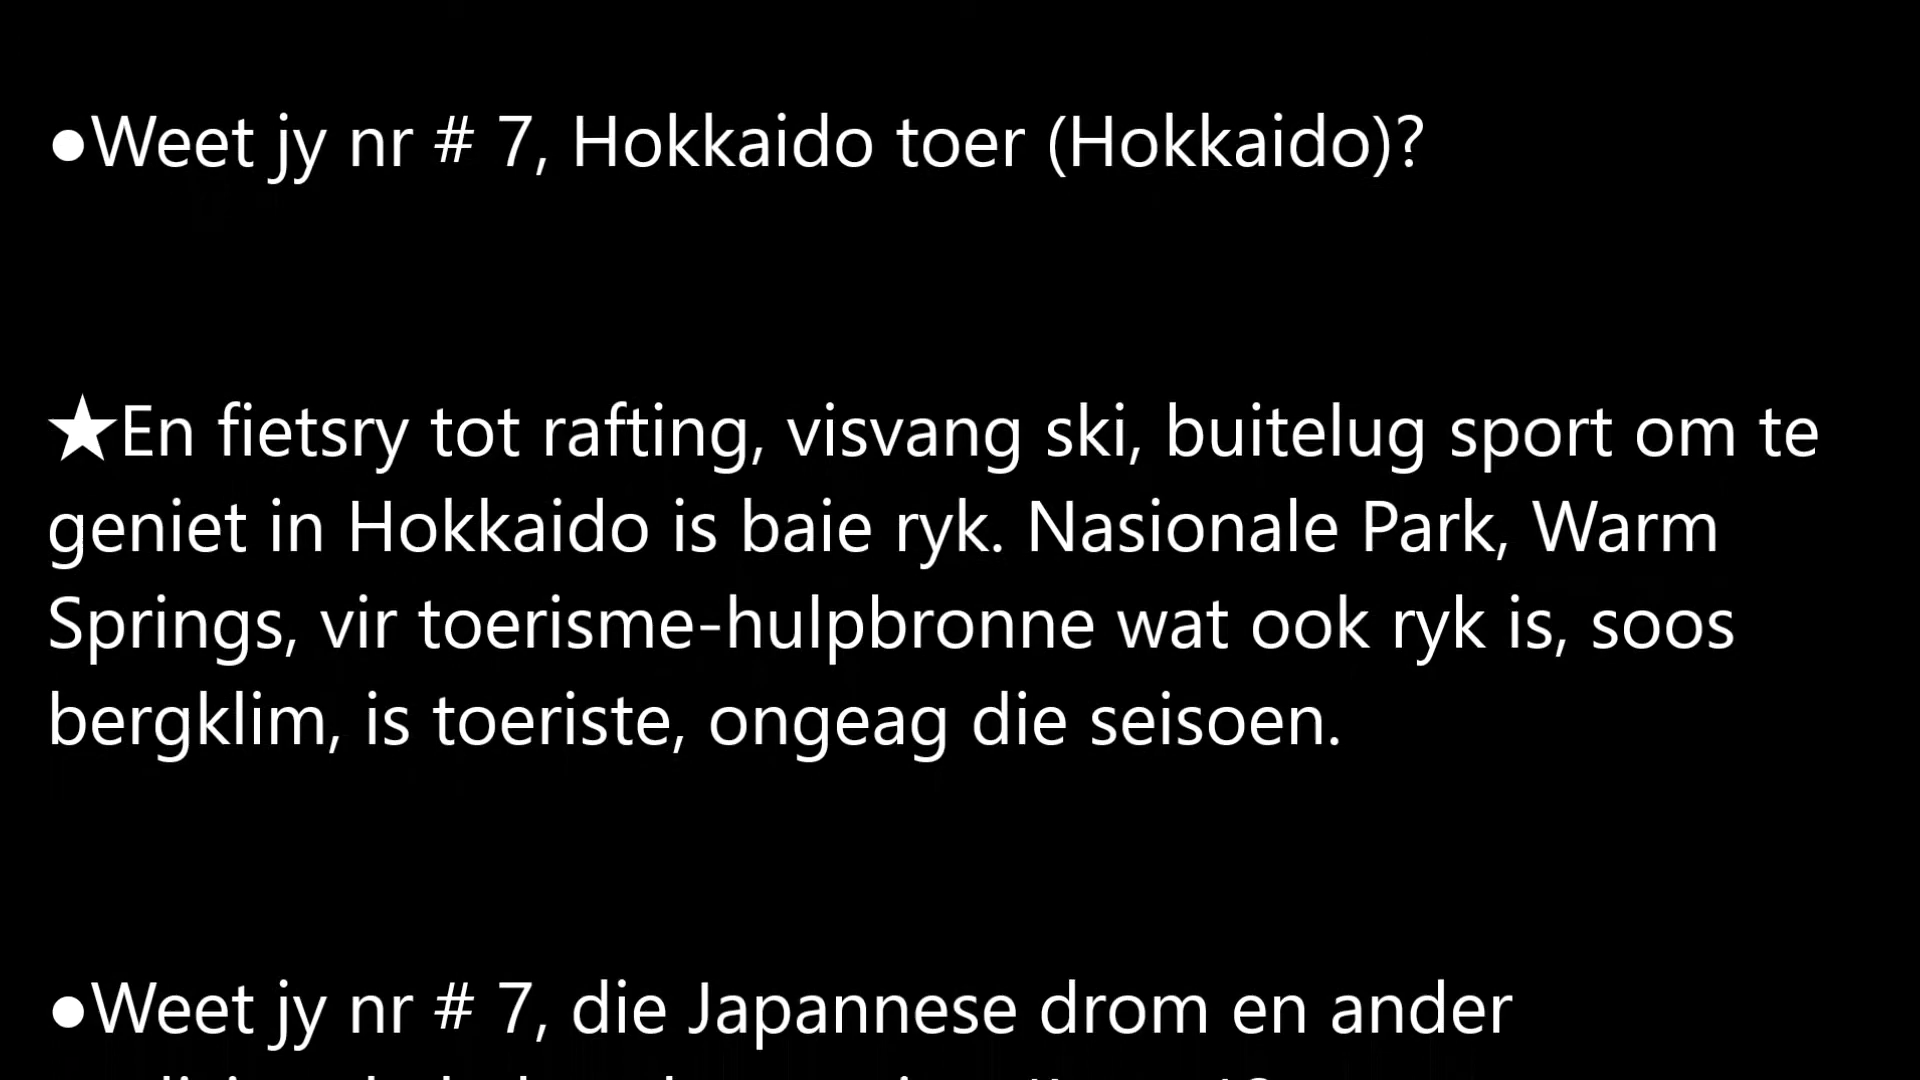 ●Weet jy nr # 7, Hokkaido toer (Hokkaido)?
★En fietsry tot rafting, visvang ski, buitelug sport om te
geniet in Hokkaido is baie ryk. Nasionale Park, Warm
Springs, vir toerisme-hulpbronne wat ook ryk is, soos
bergklim, is toeriste, ongeag die seisoen.
●Weet jy nr # 7, die Japannese drom en ander